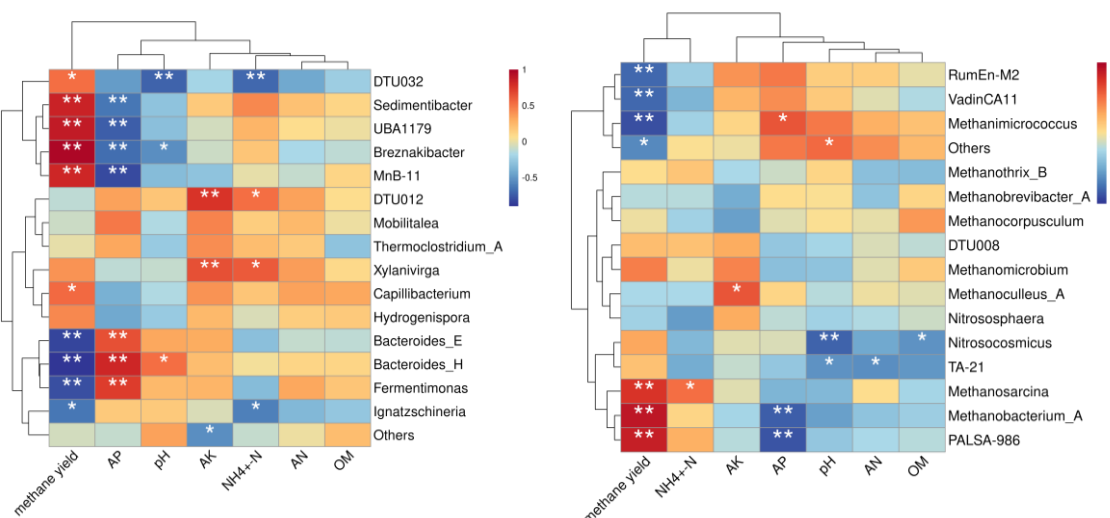 * ** ** DTU032
** ** Sedimentibacter
** ** UBA1179
** ** * Breznakibacter
** ** MnB-11
** * DTU012
Mobilitalea
Thermoclostridium_A
** * Xylanivirga
* Capillibacterium
Hydrogenispora
** ** Bacteroides_E
** ** * Bacteroides_H
** ** Fermentimonas
* * Ignatzschineria
* Others
methane yield AP pH AK NH4+-N AN OM
1
0.5
0
-0.5
** RumEn-M2
** VadinCA11
** * Methanimicrococcus
* * Others
Methanothrix_B
Methanobrevibacter_A
Methanocorpusculum
DTU008
Methanomicrobium
* Methanoculleus_A
Nitrososphaera
** * Nitrosocosmicus
* * TA-21
** * Methanosarcina
** ** Methanobacterium_A
** ** PALSA-986
methane yield NH4+-N AK AP pH AN OM